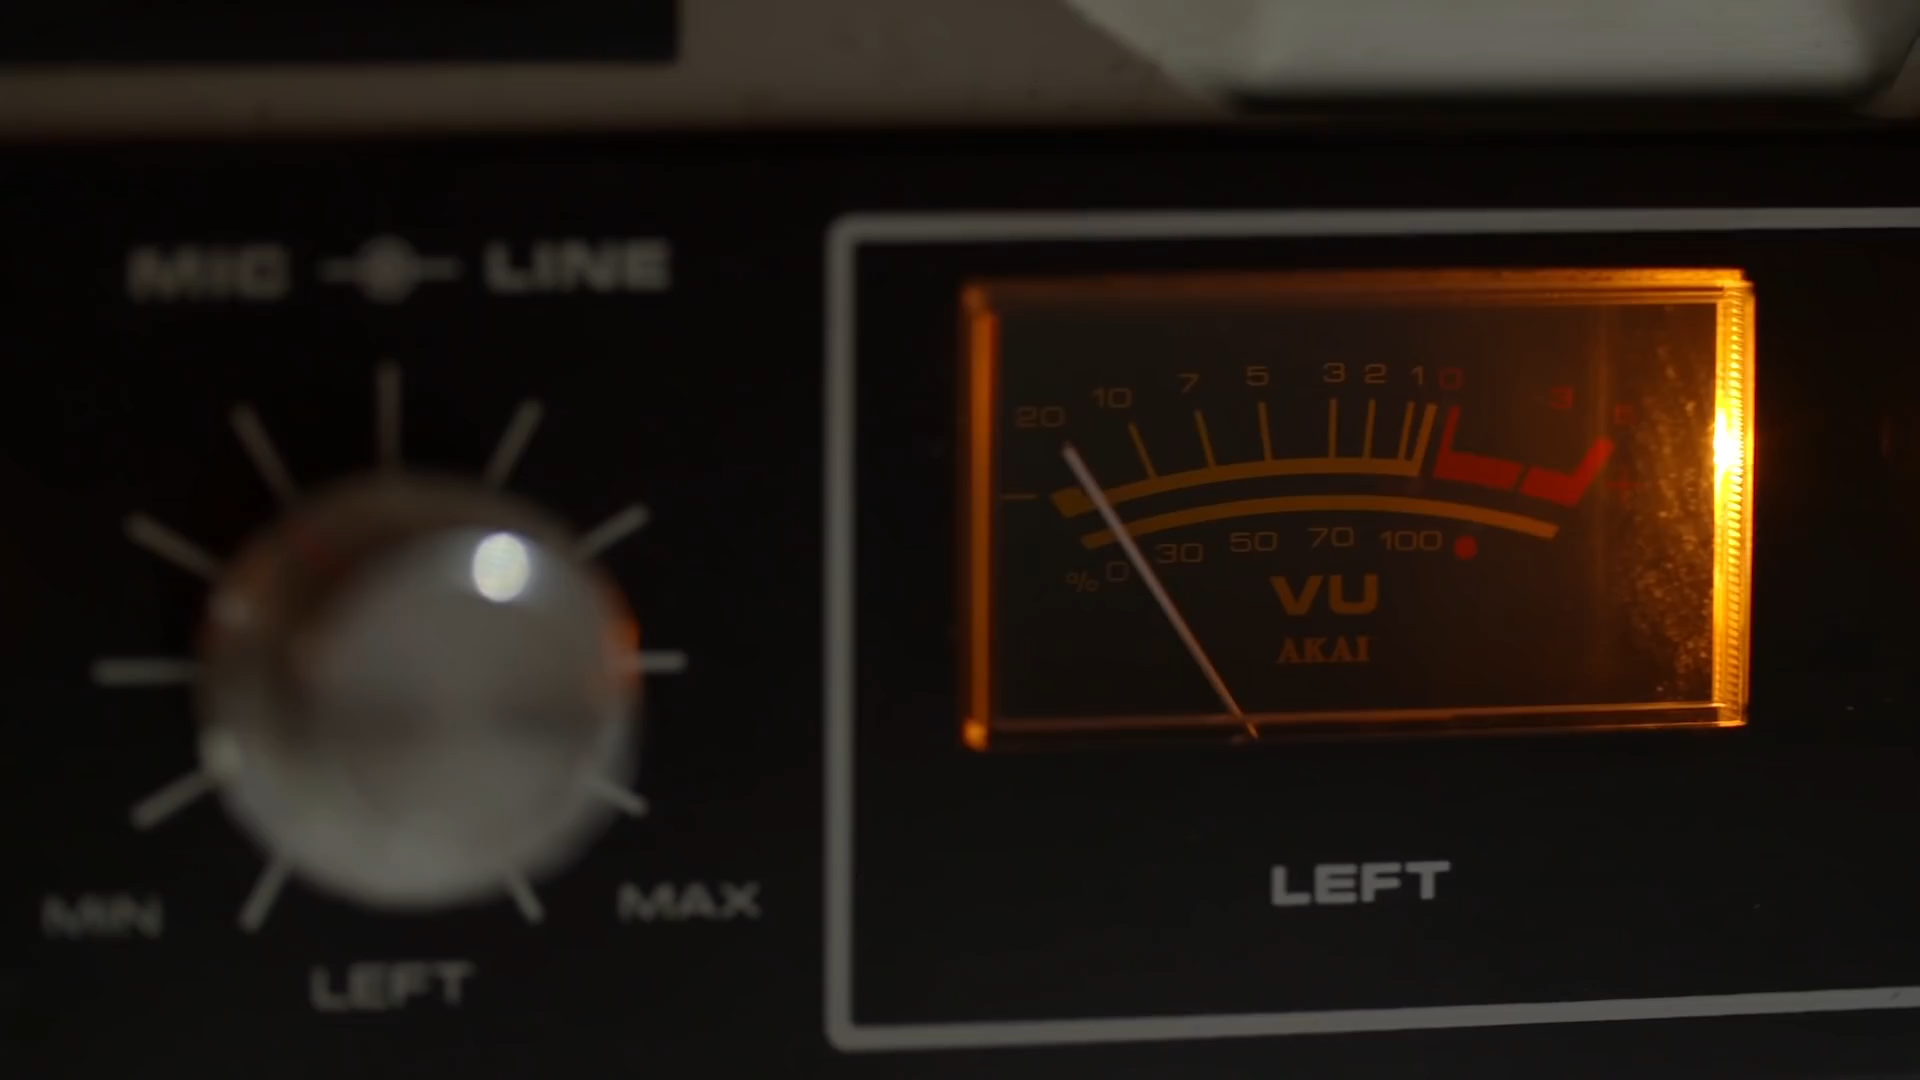 MIC LINE
MIN MAX
LEFT
20 10 7 5 3 2 1 0 3
% 0 30 50 70 100
VU
AKAI
LEFT